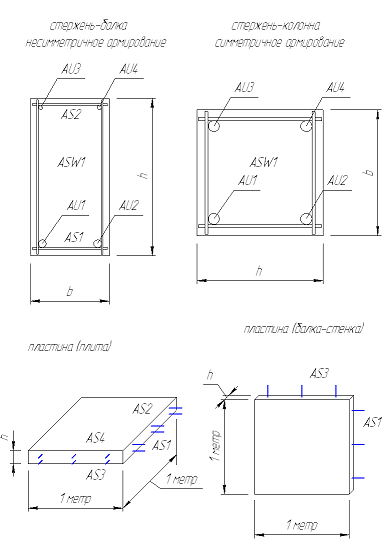 стержень-балка
несимметричное армирование
стержень-колонна
симметричное армирование
AU3
AU4
AS2
ASW1
AU1
AU2
AS1
h
b
AU3
AU4
ASW1
AU1
AU2
b
h
пластина (плита)
AS2
AS4
AS1
AS3
h
1 метр
1 метр
пластина (балка-стенка)
h
AS3
AS1
1 метр
1 метр